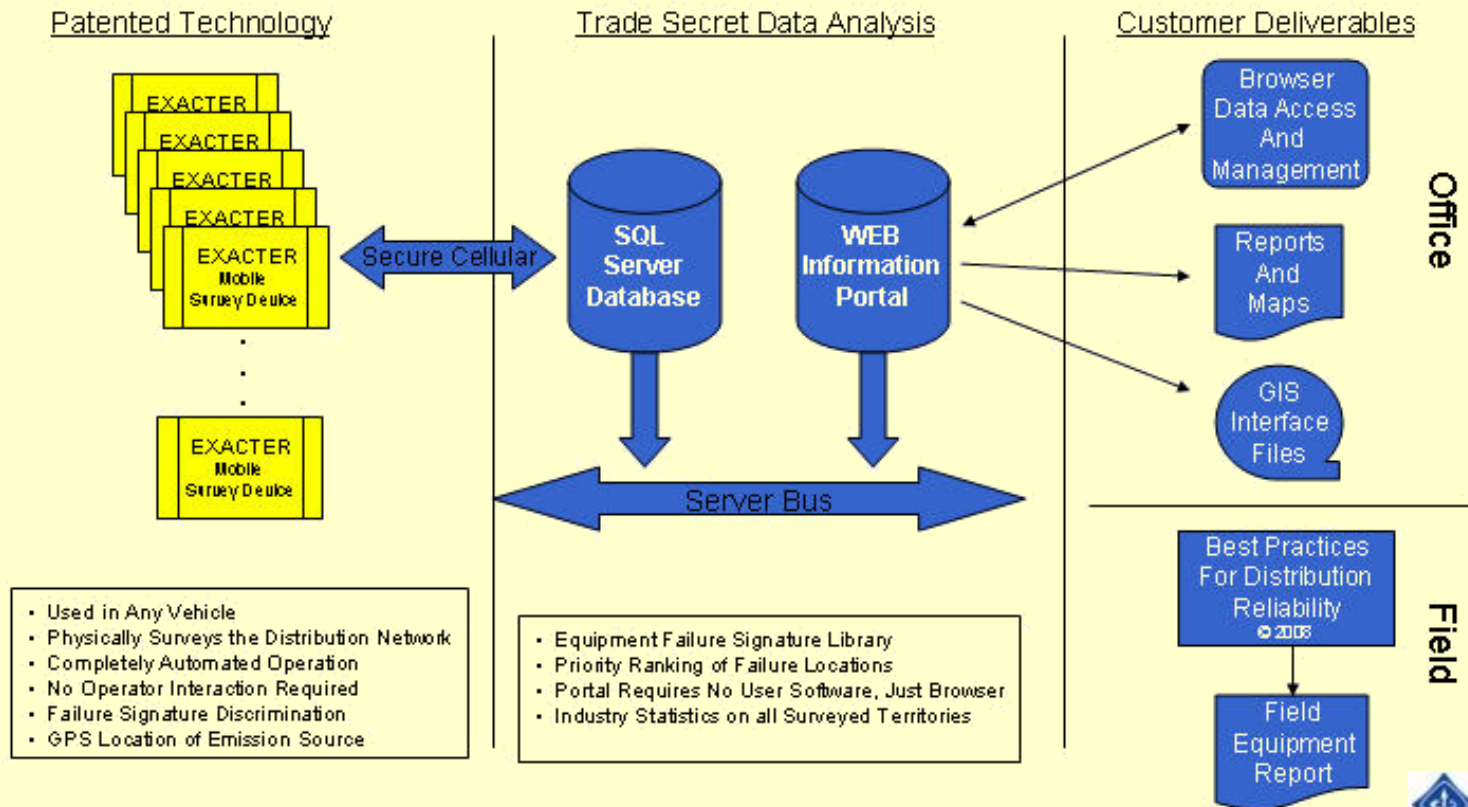 Patented Technology
Trade Secret Data Analysis
Customer Deliverables
EXACTER
EXACTER
EXACTER
EXACTER
EXACTER
Mobile
Survey Device
.
.
.
EXACTER
Mobile
Survey Device
Secure Cellular
SQL
Server
Database
WEB
Information
Portal
Server Bus
Browser
Data Access
And
Management
Reports
And
Maps
GIS
Interface
Files
Office
Best Practices
For Distribution
Reliability
© 2008
Field
Equipment
Report
Field
• Used in Any Vehicle
• Physically Surveys the Distribution Network
• Completely Automated Operation
• No Operator Interaction Required
• Failure Signature Discrimination
• GPS Location of Emission Source
• Equipment Failure Signature Library
• Priority Ranking of Failure Locations
• Portal Requires No User Software, Just Browser
• Industry Statistics on all Surveyed Territories